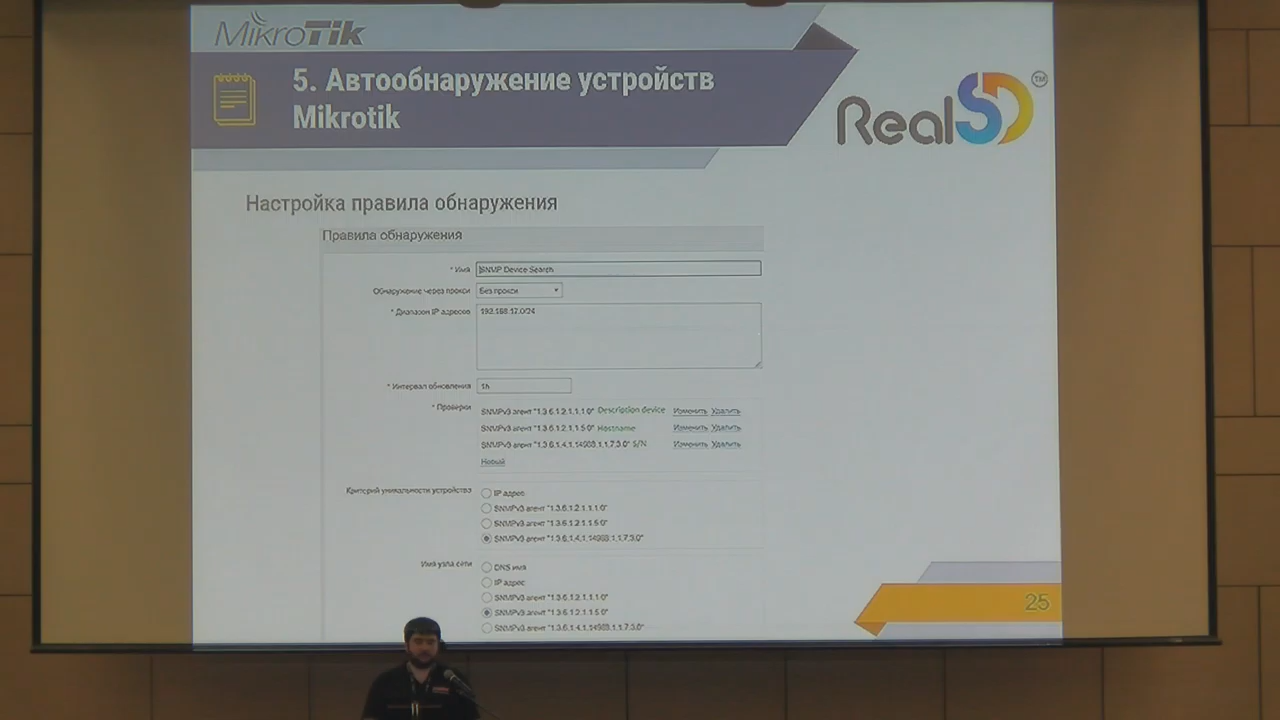 MikroTik
5. Автообнаружение устройств
Mikrotik
RealSD TM
Настройка правила обнаружения
Правила обнаружения
* Имя SNMP Device Search
Обнаружение через прокси Без прокси
* Диапазон IP адресов 192.168.17.0/24
* Интервал обновления 1h
* Проверки SNMPv3 агент "1.3.6.1.2.1.1.1.0" Description device Изменить Удалить
SNMPv3 агент "1.3.6.1.2.1.1.5.0" Hostname Изменить Удалить
SNMPv3 агент "1.3.6.1.4.1.14988.1.1.7.3.0" S/N Изменить Удалить
Новый
Критерий уникальности устройства IP адрес
SNMPv3 агент "1.3.6.1.2.1.1.1.0"
SNMPv3 агент "1.3.6.1.2.1.1.5.0"
SNMPv3 агент "1.3.6.1.4.1.14988.1.1.7.3.0"
Имя узла сети DNS имя
IP адрес
SNMPv3 агент "1.3.6.1.2.1.1.1.0"
SNMPv3 агент "1.3.6.1.2.1.1.5.0"
SNMPv3 агент "1.3.6.1.4.1.14988.1.1.7.3.0"
25